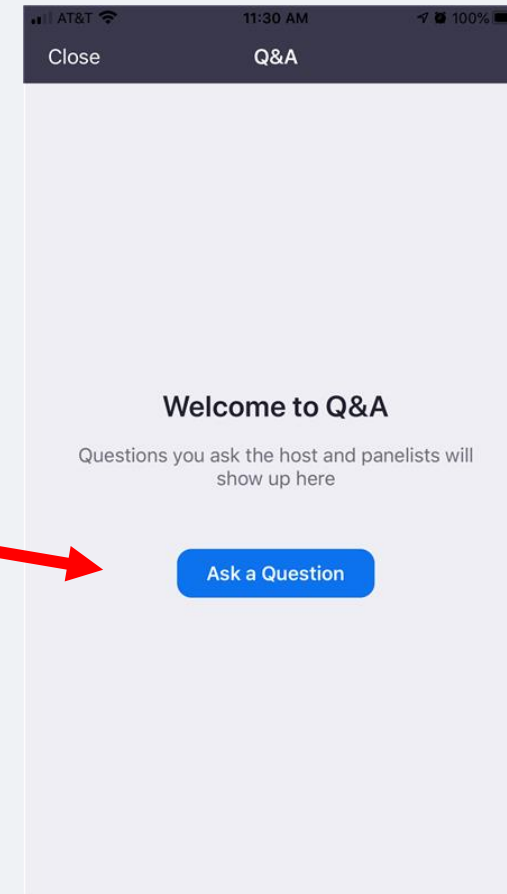 AT&T 11:30 AM 100%
Close Q&A
Welcome to Q&A
Questions you ask the host and panelists will
show up here
Ask a Question